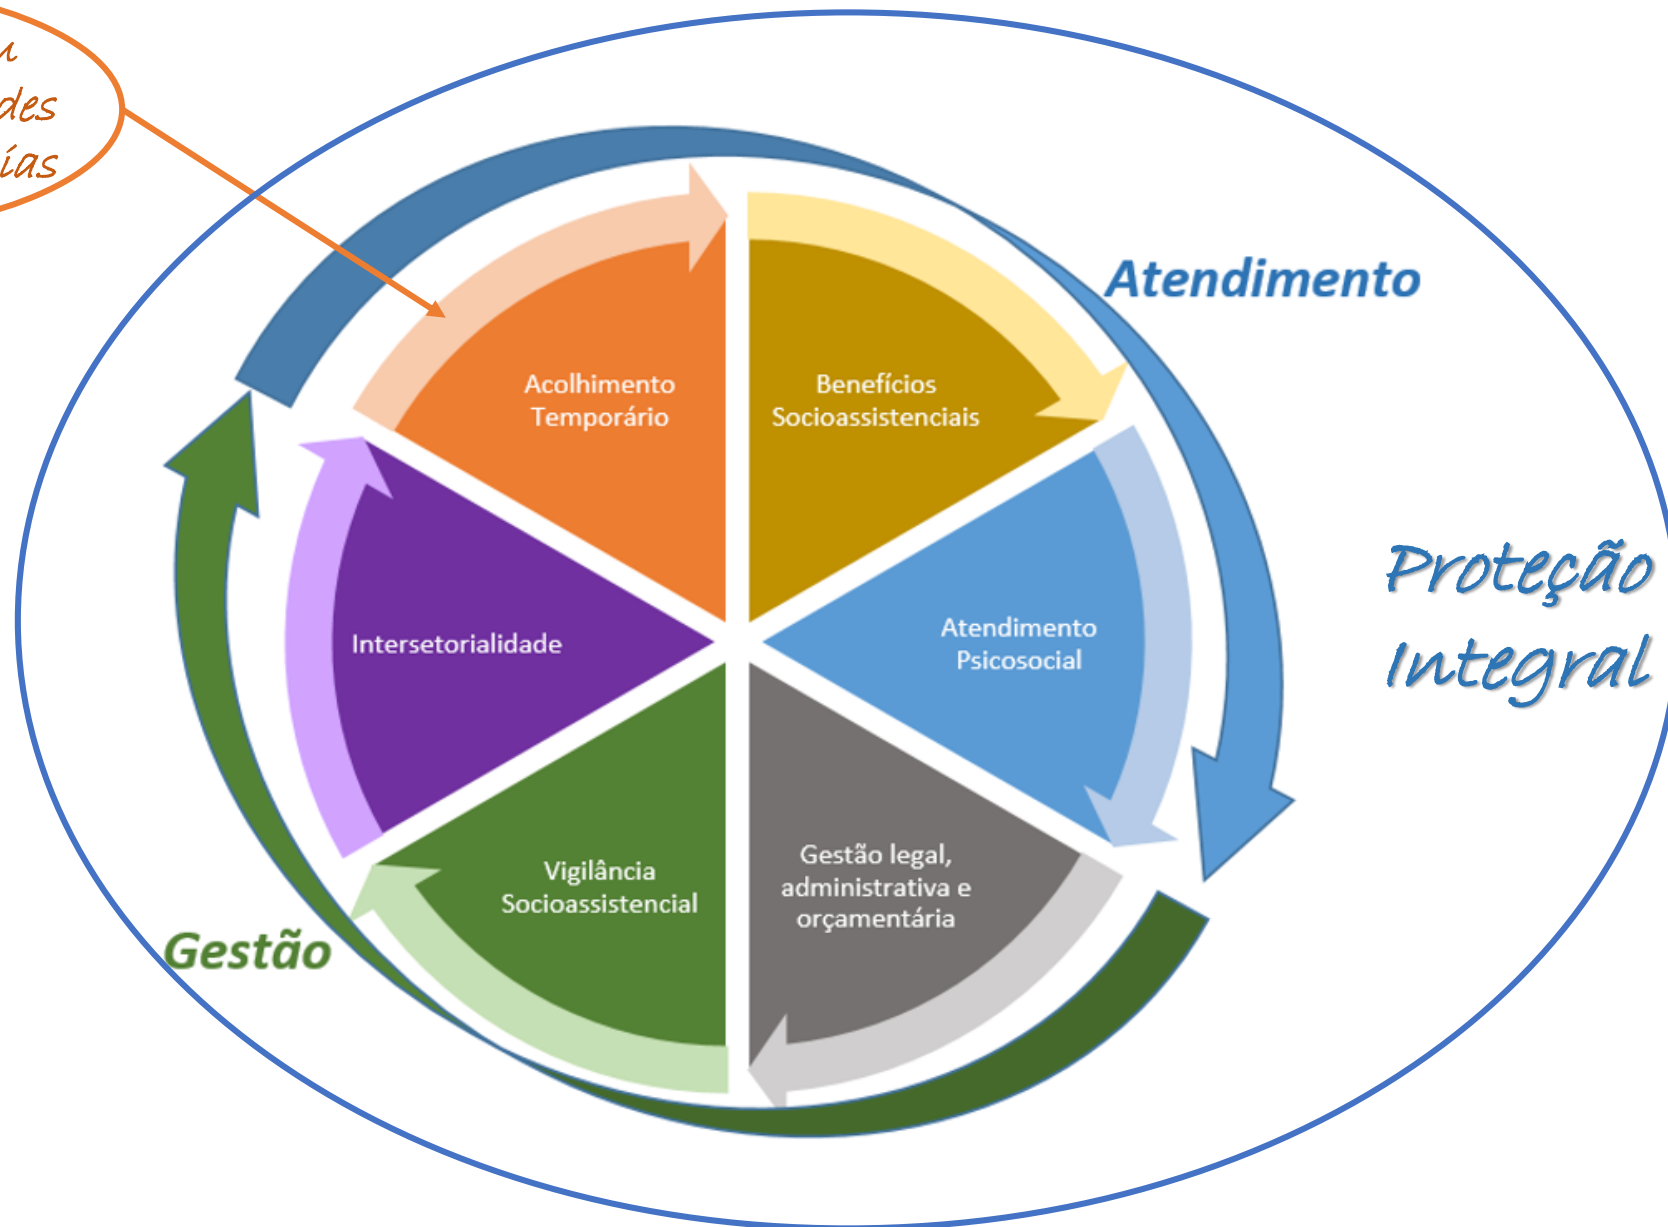 Atendimento
Acolhimento
Temporário
Benefícios
Socioassistenciais
Proteção
Integral
Intersetorialidade
Atendimento
Psicosocial
Vigilância
Socioassistencial
Gestão legal,
administrativa e
orçamentária
Gestão